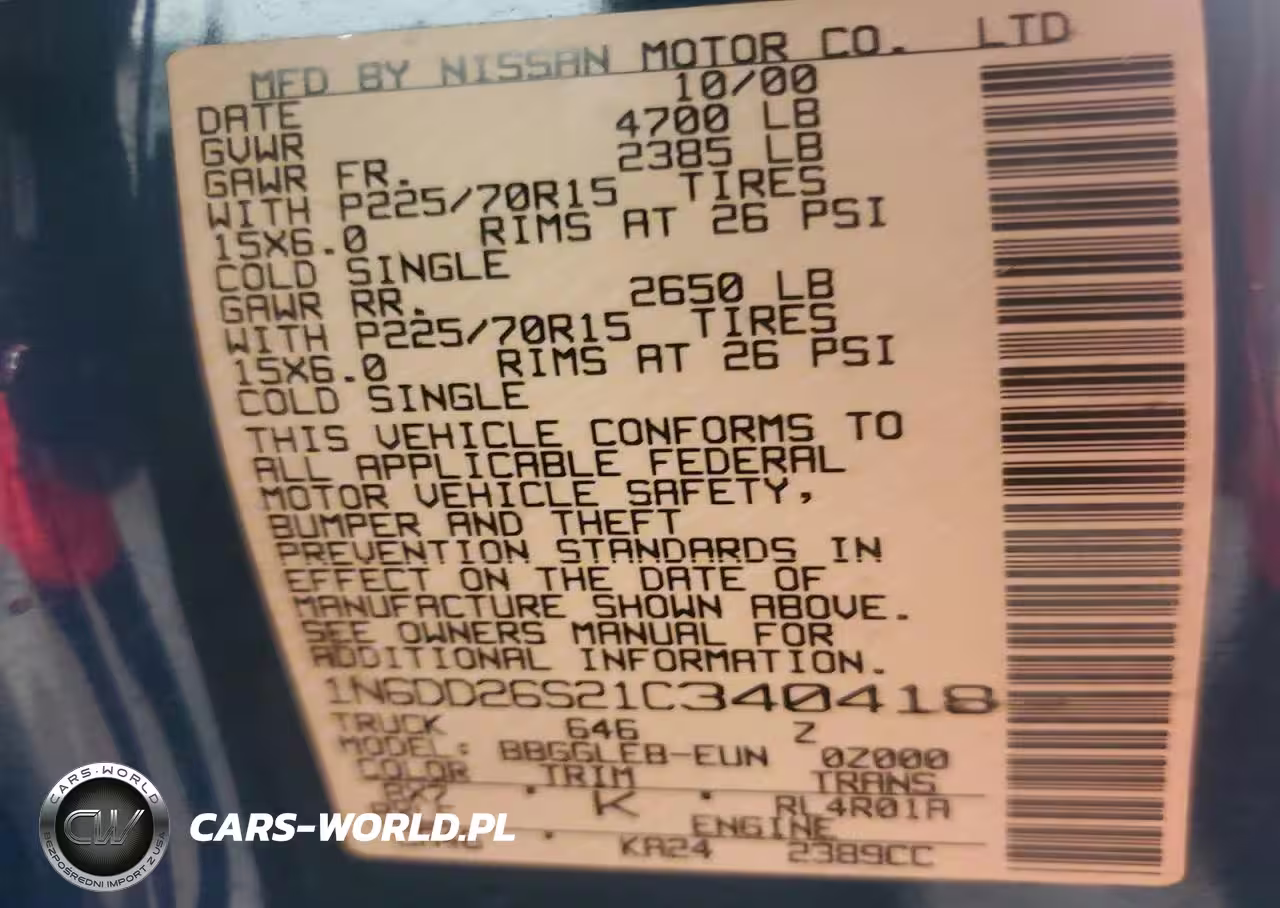 MFD BY NISSAN MOTOR CO. LTD
DATE 10/00
GVWR 4700 LB
GAWR FR. 2385 LB
WITH P225/70R15 TIRES
15X6.0 RIMS AT 26 PSI
COLD SINGLE
GAWR RR. 2650 LB
WITH P225/70R15 TIRES
15X6.0 RIMS AT 26 PSI
COLD SINGLE
THIS VEHICLE CONFORMS TO
ALL APPLICABLE FEDERAL
MOTOR VEHICLE SAFETY,
BUMPER AND THEFT
PREVENTION STANDARDS IN
EFFECT ON THE DATE OF
MANUFACTURE SHOWN ABOVE.
SEE OWNERS MANUAL FOR
ADDITIONAL INFORMATION.
1N6DD26S21C340418
TRUCK 646 Z
MODEL: BBGGLEB-EUN 0Z000
COLOR TRIM TRANS
K RL4R01A
ENGINE
KA24 2389CC
CARS-WORLD
CW
BEZPOŚREDNI IMPORT Z USA
CARS-WORLD.PL